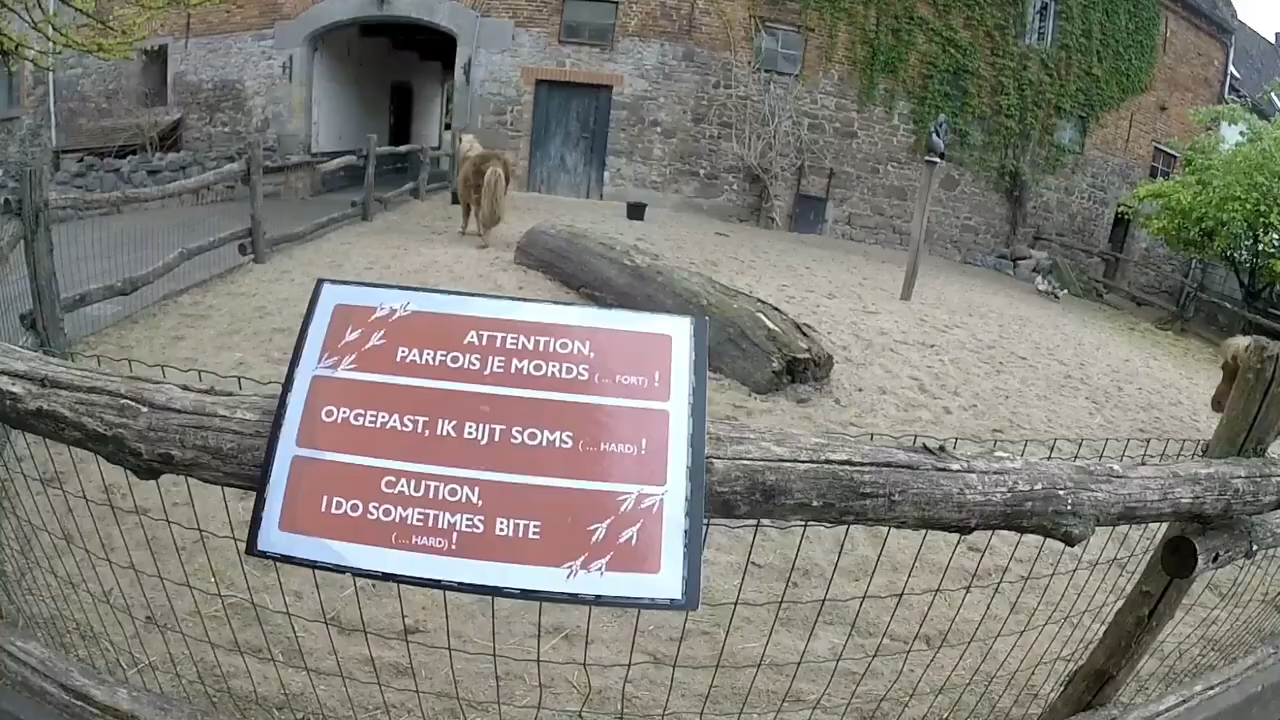 ATTENTION,
PARFOIS JE MORDS (... FORT) !
OPGEPAST, IK BIJT SOMS (... HARD) !
CAUTION,
I DO SOMETIMES BITE
(... HARD) !